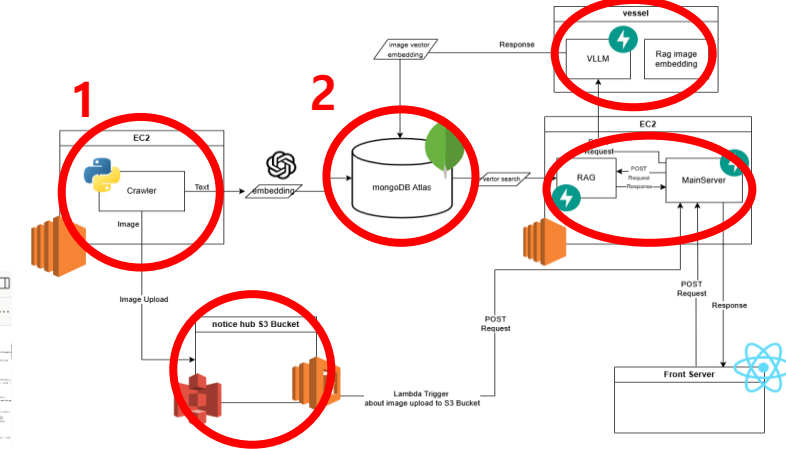 vessel
VLLM
Rag image
embedding
Response
image vector
embedding
1
2
EC2
Crawler
Text
Image
embedding
mongoDB Atlas
vector search
EC2
Request
RAG
POST
Request
Response
MainServer
Image Upload
notice hub S3 Bucket
Lambda Trigger
about image upload to S3 Bucket
POST
Request
POST
Request
Response
Front Server